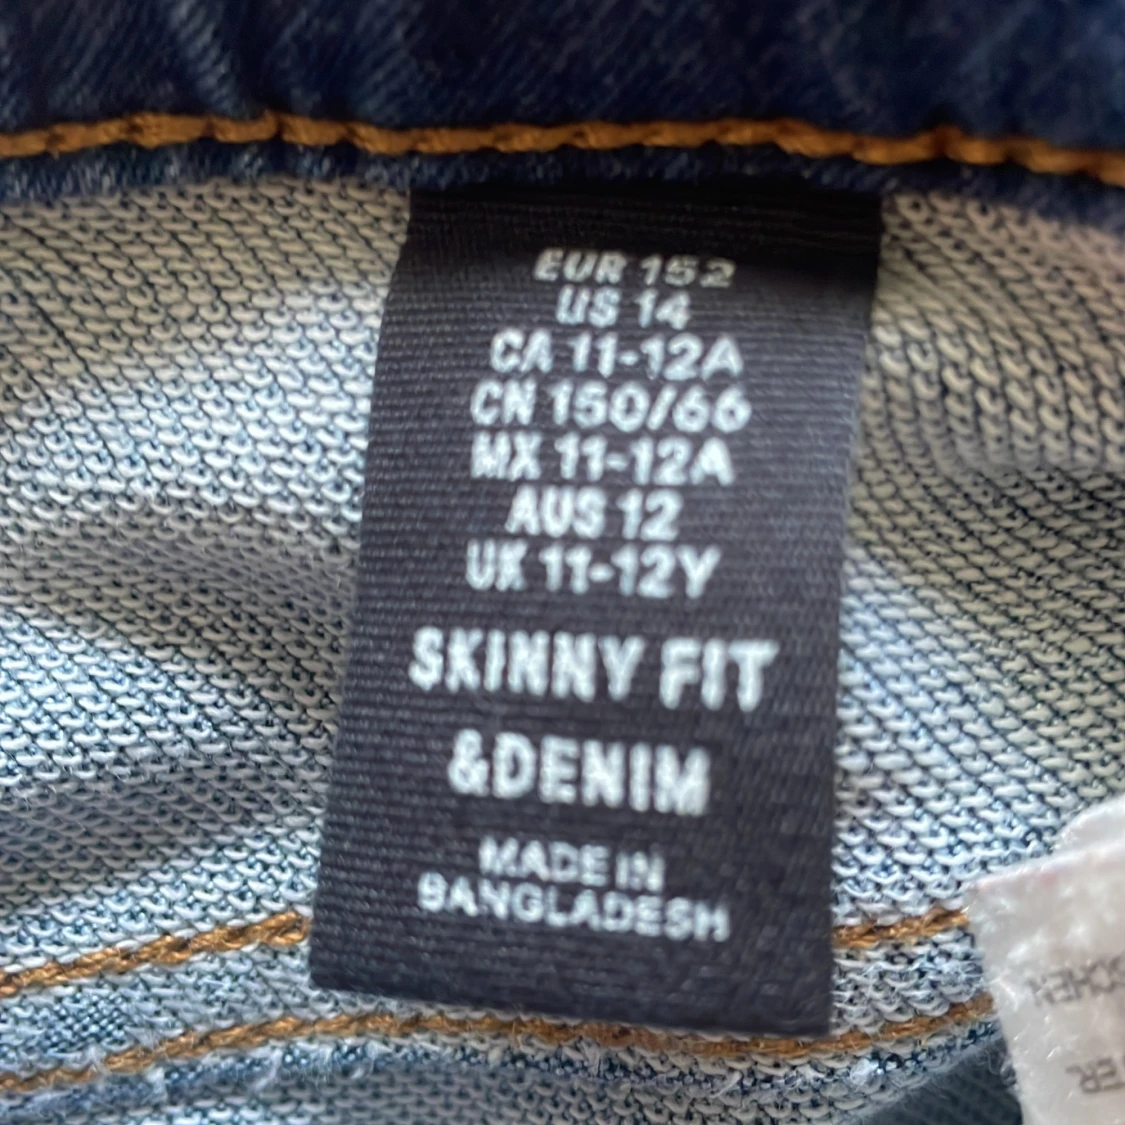 EUR 152
US 14
CA 11-12A
CN 150/66
MX 11-12A
AUS 12
UK 11-12Y
SKINNY FIT
&DENIM
MADE IN
BANGLADESH